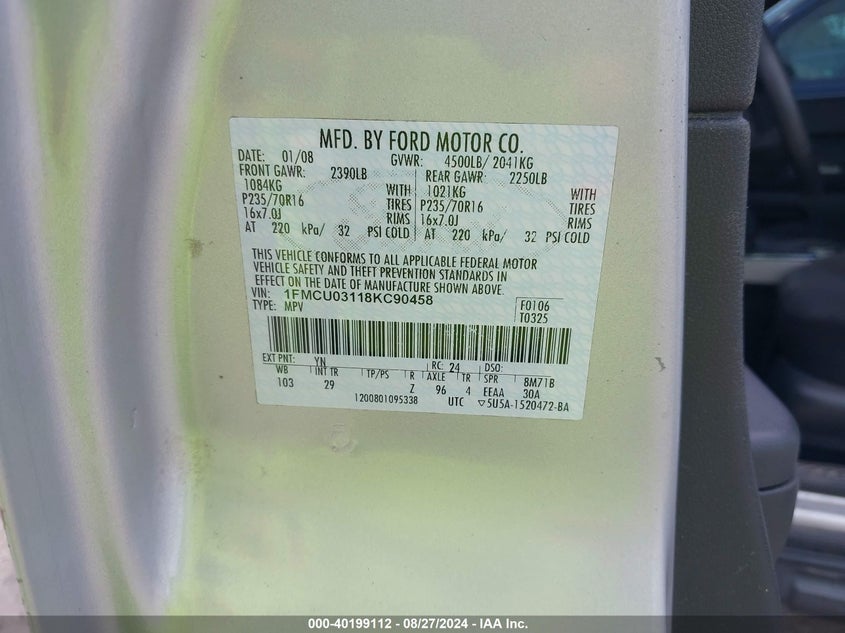 MFD. BY FORD MOTOR CO.
DATE: 01/08 GVWR: 4500LB/ 2041KG
FRONT GAWR: 2390LB REAR GAWR: 2250LB
1084KG WITH 1021KG WITH
P235/70R16 TIRES P235/70R16 TIRES
16x7.0J RIMS 16x7.0J RIMS
AT 220 kPa/ 32 PSI COLD AT 220 kPa/ 32 PSI COLD
THIS VEHICLE CONFORMS TO ALL APPLICABLE FEDERAL MOTOR
VEHICLE SAFETY AND THEFT PREVENTION STANDARDS IN
EFFECT ON THE DATE OF MANUFACTURE SHOWN ABOVE.
VIN: 1FMCU03118KC90458 F0106
TYPE: MPV T0325
EXT PNT: YN RC: 24 DSO:
WB INT TR TP/PS R AXLE TR SPR 8M71B
103 29 Z 96 4 EEAA 30A
1200801095338 UTC ▽5U5A-1520472-BA
000-40199112 - 08/27/2024 - IAA Inc.